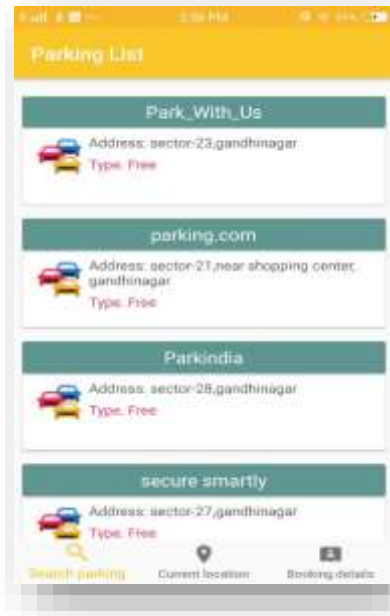 Parking List
Park_With_Us
Address: sector-23,gandhinagar
Type. Free
parking.com
Address: sector-21,near shopping center,
gandhinagar
Type. Free
Parkindia
Address: sector-28,gandhinagar
Type. Free
secure smartly
Address: sector-27,gandhinagar
Type. Free
Search parking
Current location
Booking details